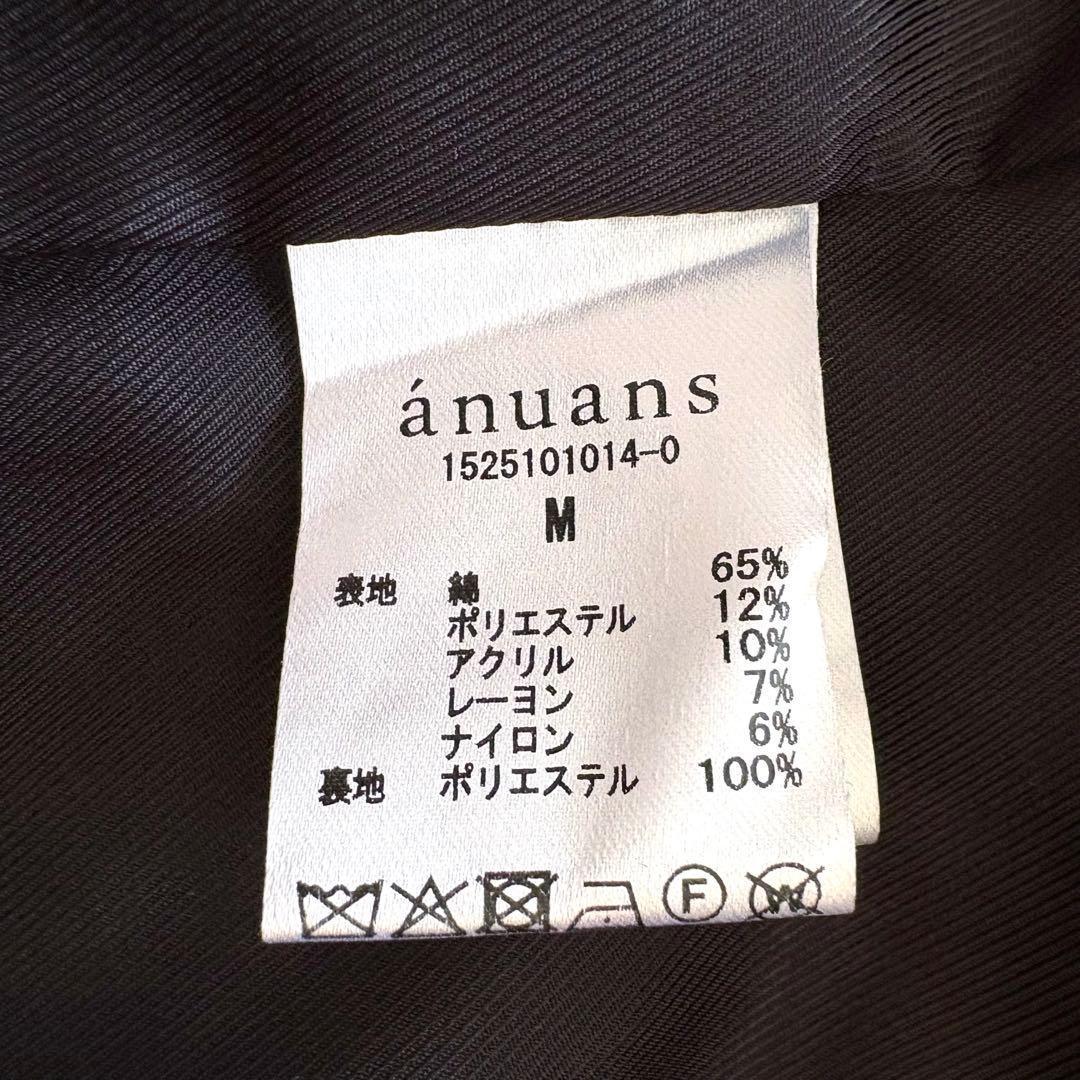 ánuans
1525101014-0
M
表地 綿 65%
ポリエステル 12%
アクリル 10%
レーヨン 7%
ナイロン 6%
裏地 ポリエステル 100%
F W